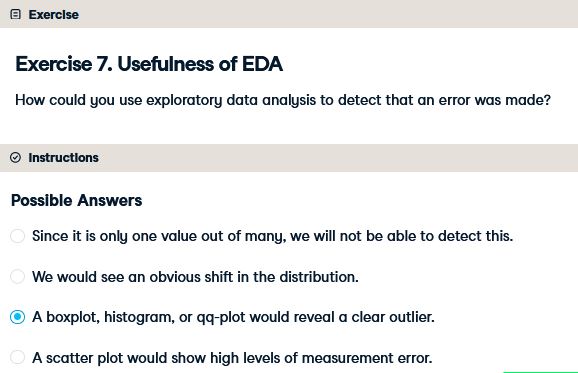 Exercise
Exercise 7. Usefulness of EDA
How could you use exploratory data analysis to detect that an error was made?
Instructions
Possible Answers
Since it is only one value out of many, we will not be able to detect this.
We would see an obvious shift in the distribution.
A boxplot, histogram, or qq-plot would reveal a clear outlier.
A scatter plot would show high levels of measurement error.